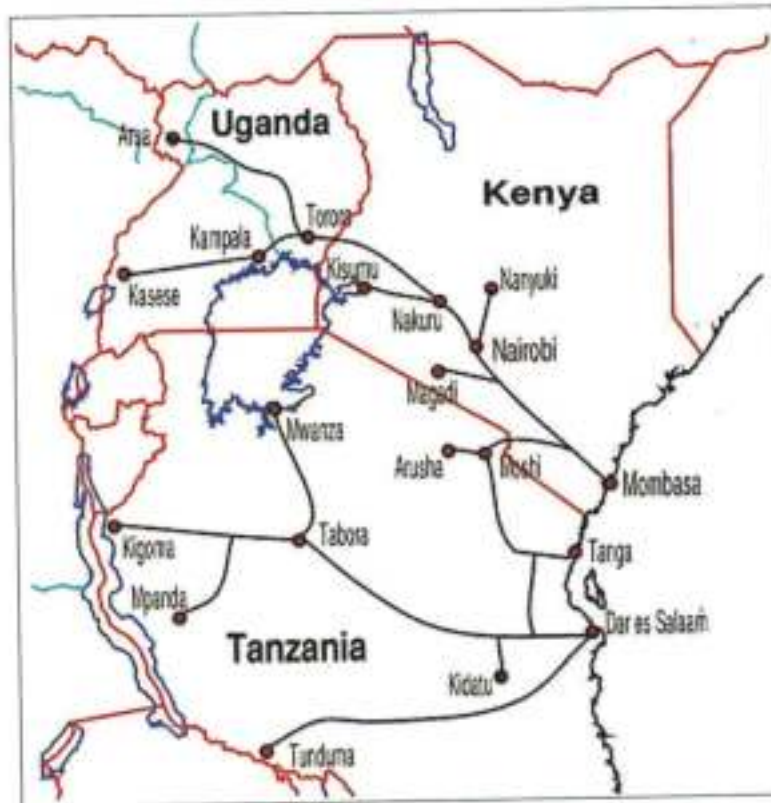 Uganda
Arua
Kenya
Torora
Kampala
Kisumu
Nanyuki
Kasese
Nakuru
Nairobi
Magadi
Mwanza
Arusha
Moshi
Mombasa
Kigoma
Tabora
Tanga
Mpanda
Dar es Salaam
Tanzania
Kidatu
Tunduma